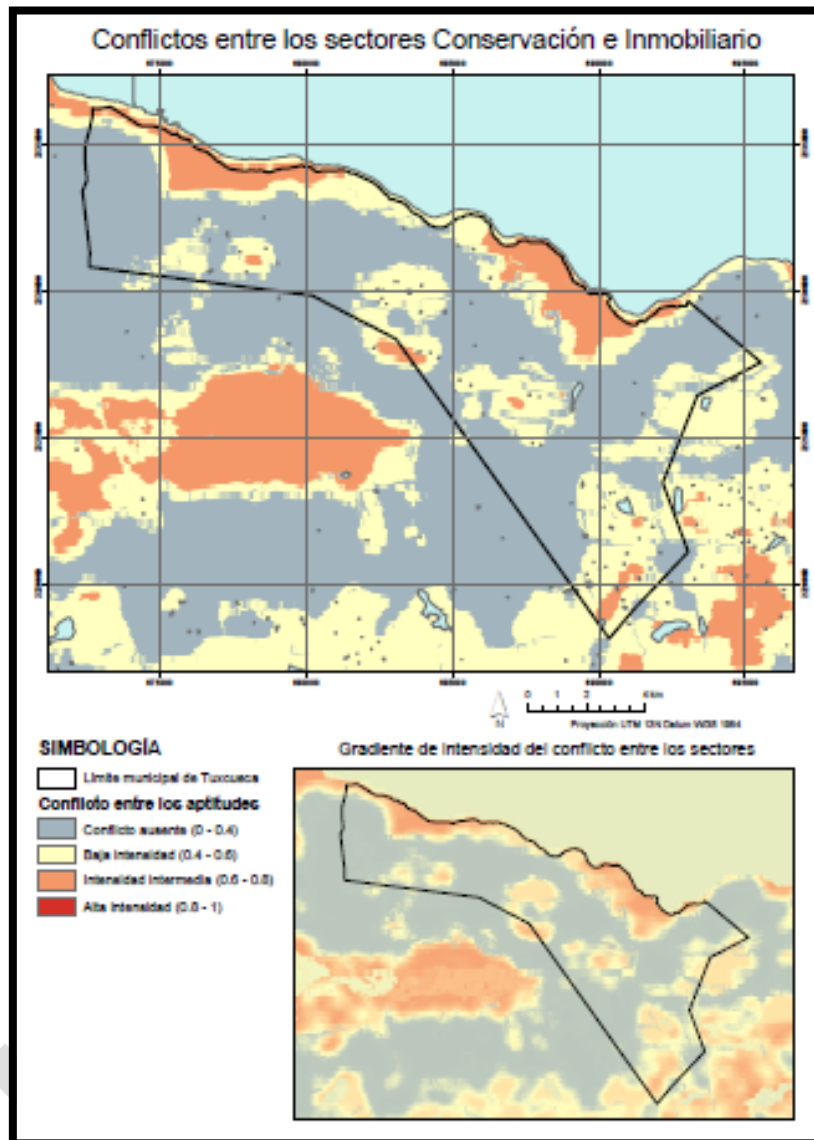 Conflictos entre los sectores Conservación e Inmobiliario
0 1 2 4 km
N
Proyección UTM 13N Datum WGS 1984
SIMBOLOGÍA
Límite municipal de Tuxcueca
Conflicto entre las aptitudes
Conflicto ausente (0 - 0.4)
Baja intensidad (0.4 - 0.6)
Intensidad intermedia (0.6 - 0.8)
Alta intensidad (0.8 - 1)
Gradiente de intensidad del conflicto entre los sectores